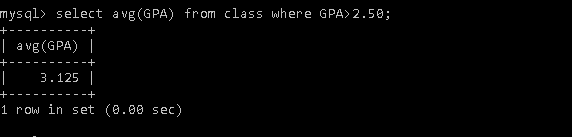 mysql> select avg(GPA) from class where GPA>2.50;
+----------+
| avg(GPA) |
+----------+
|    3.125 |
+----------+
1 row in set (0.00 sec)